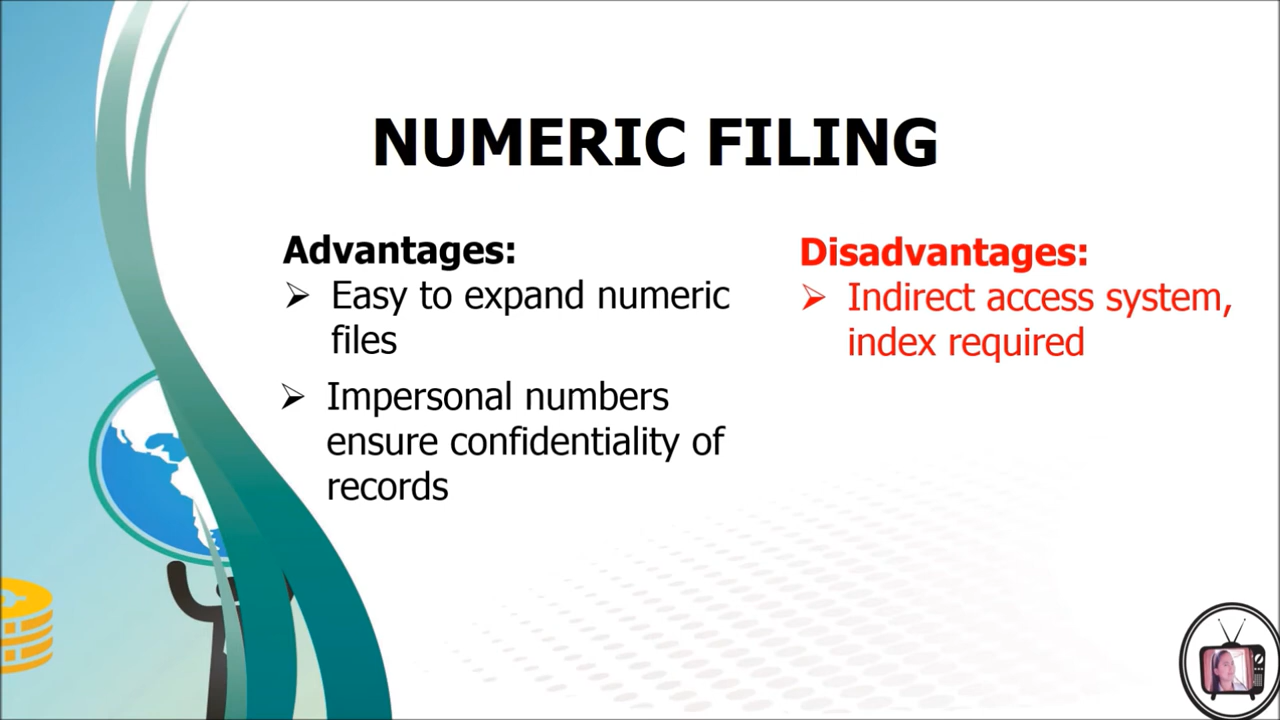 NUMERIC FILING
Advantages:
➢ Easy to expand numeric
files
➢ Impersonal numbers
ensure confidentiality of
records
Disadvantages:
➢ Indirect access system,
index required